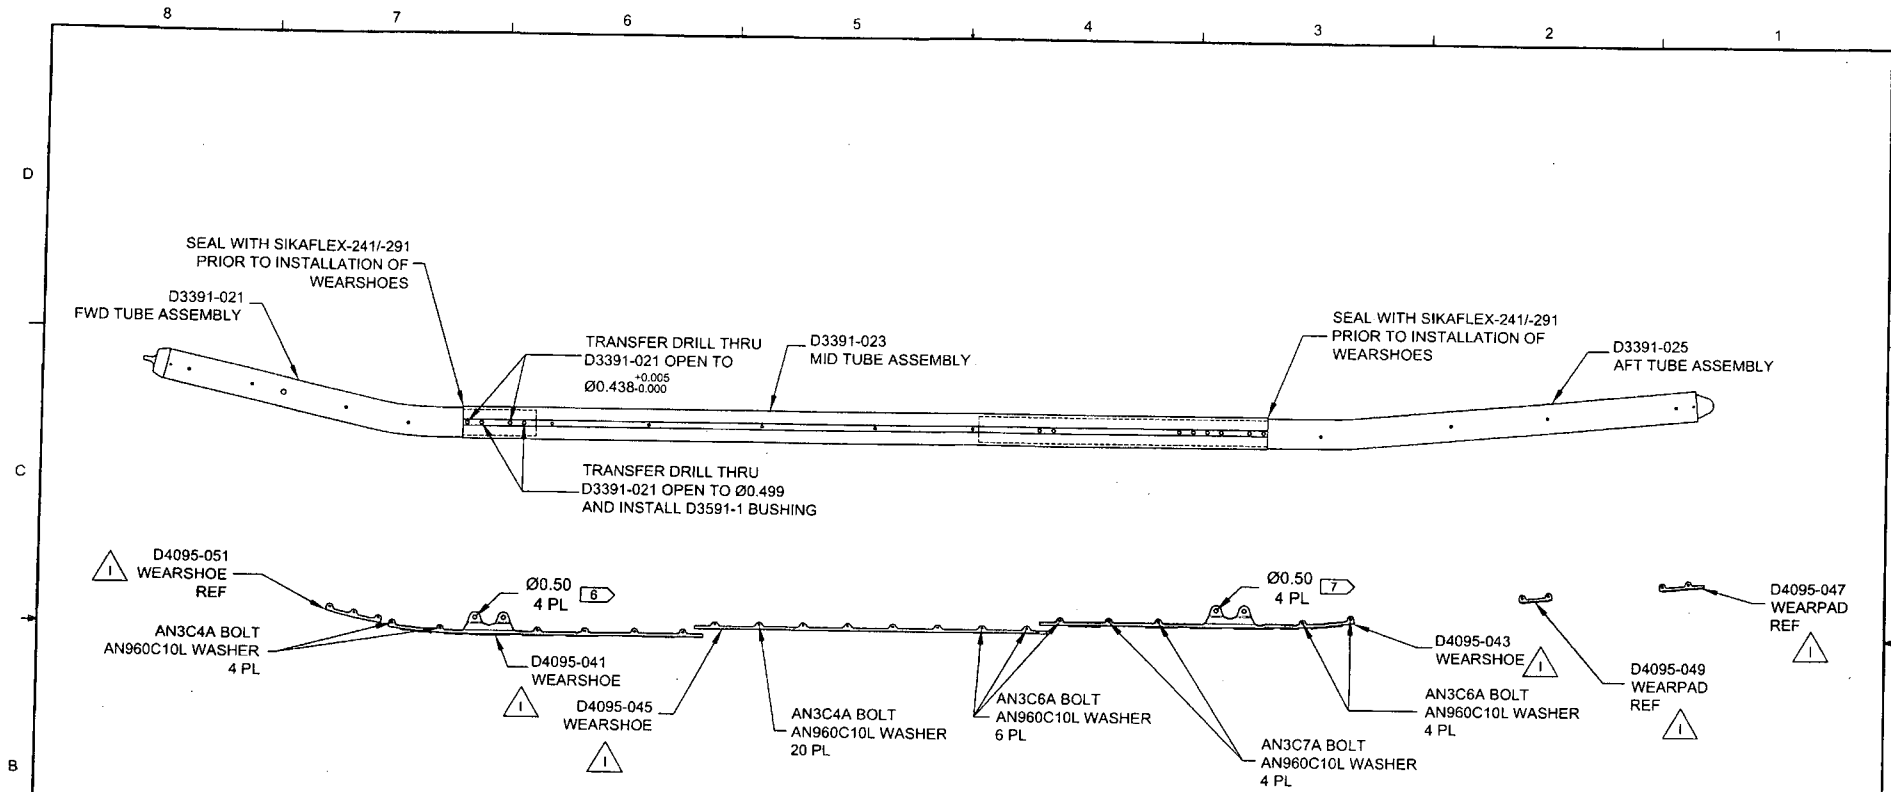 8 7 6 5 4 3 2 1
D
SEAL WITH SIKAFLEX-241/-291
PRIOR TO INSTALLATION OF
WEARSHOES
D3391-021
FWD TUBE ASSEMBLY
TRANSFER DRILL THRU
D3391-021 OPEN TO
Ø0.438+0.005-0.000
D3391-023
MID TUBE ASSEMBLY
SEAL WITH SIKAFLEX-241/-291
PRIOR TO INSTALLATION OF
WEARSHOES
D3391-025
AFT TUBE ASSEMBLY
C
TRANSFER DRILL THRU
D3391-021 OPEN TO Ø0.499
AND INSTALL D3591-1 BUSHING
D4095-051
WEARSHOE
REF
I
AN3C4A BOLT
AN960C10L WASHER
4 PL
Ø0.50
4 PL
6
D4095-041
WEARSHOE
I
D4095-045
WEARSHOE
I
AN3C4A BOLT
AN960C10L WASHER
20 PL
AN3C6A BOLT
AN960C10L WASHER
6 PL
Ø0.50
4 PL
7
AN3C7A BOLT
AN960C10L WASHER
4 PL
D4095-043
WEARSHOE
I
AN3C6A BOLT
AN960C10L WASHER
4 PL
D4095-049
WEARPAD
REF
I
D4095-047
WEARPAD
REF
I
B